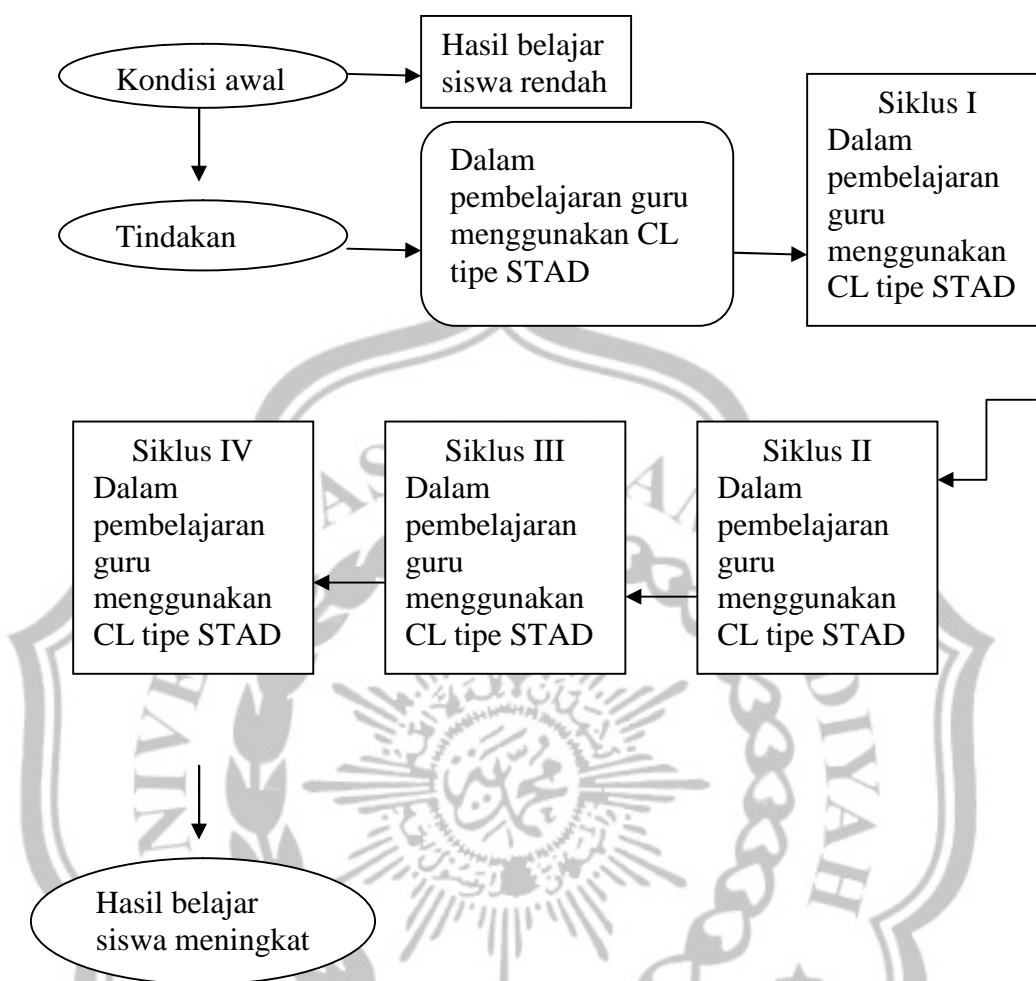 Kondisi awal
Hasil belajar
siswa rendah
Tindakan
Dalam
pembelajaran guru
menggunakan CL
tipe STAD
Siklus I
Dalam
pembelajaran
guru
menggunakan
CL tipe STAD
Siklus II
Dalam
pembelajaran
guru
menggunakan
CL tipe STAD
Siklus III
Dalam
pembelajaran
guru
menggunakan
CL tipe STAD
Siklus IV
Dalam
pembelajaran
guru
menggunakan
CL tipe STAD
Hasil belajar
siswa meningkat